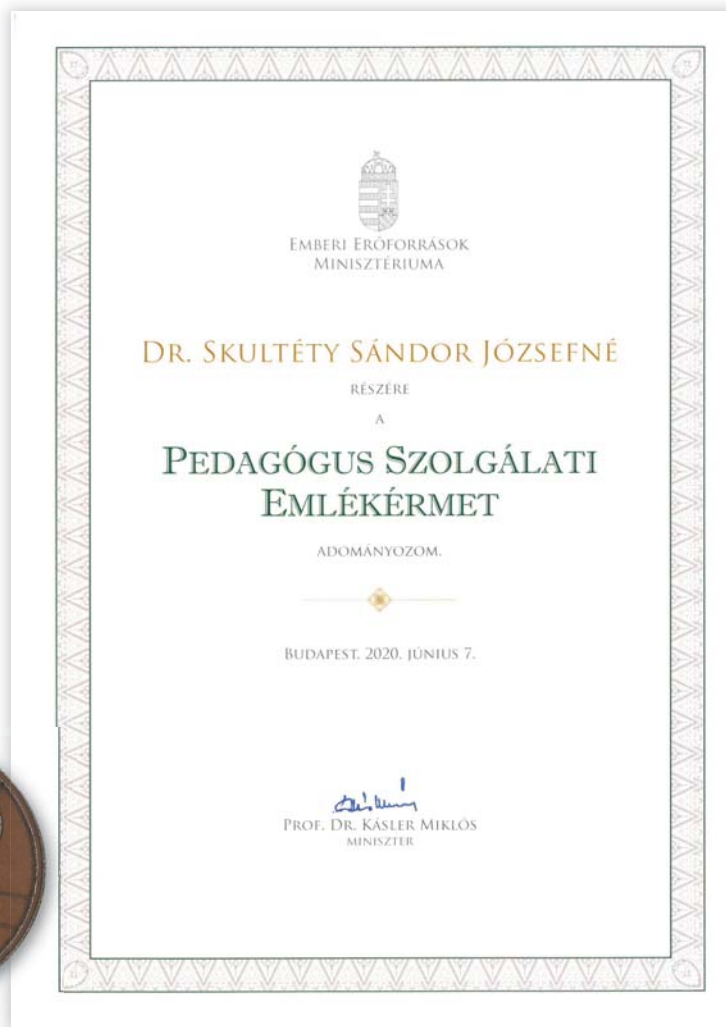 EMBERI ERŐFORRÁSOK
MINISZTÉRIUMA
DR. SKULTÉTY SÁNDOR JÓZSEFNÉ
RÉSZÉRE
A
PEDAGÓGUS SZOLGÁLATI
EMLÉKÉRMET
ADOMÁNYOZOM.
BUDAPEST, 2020. JÚNIUS 7.
PROF. DR. KÁSLER MIKLÓS
MINISZTER